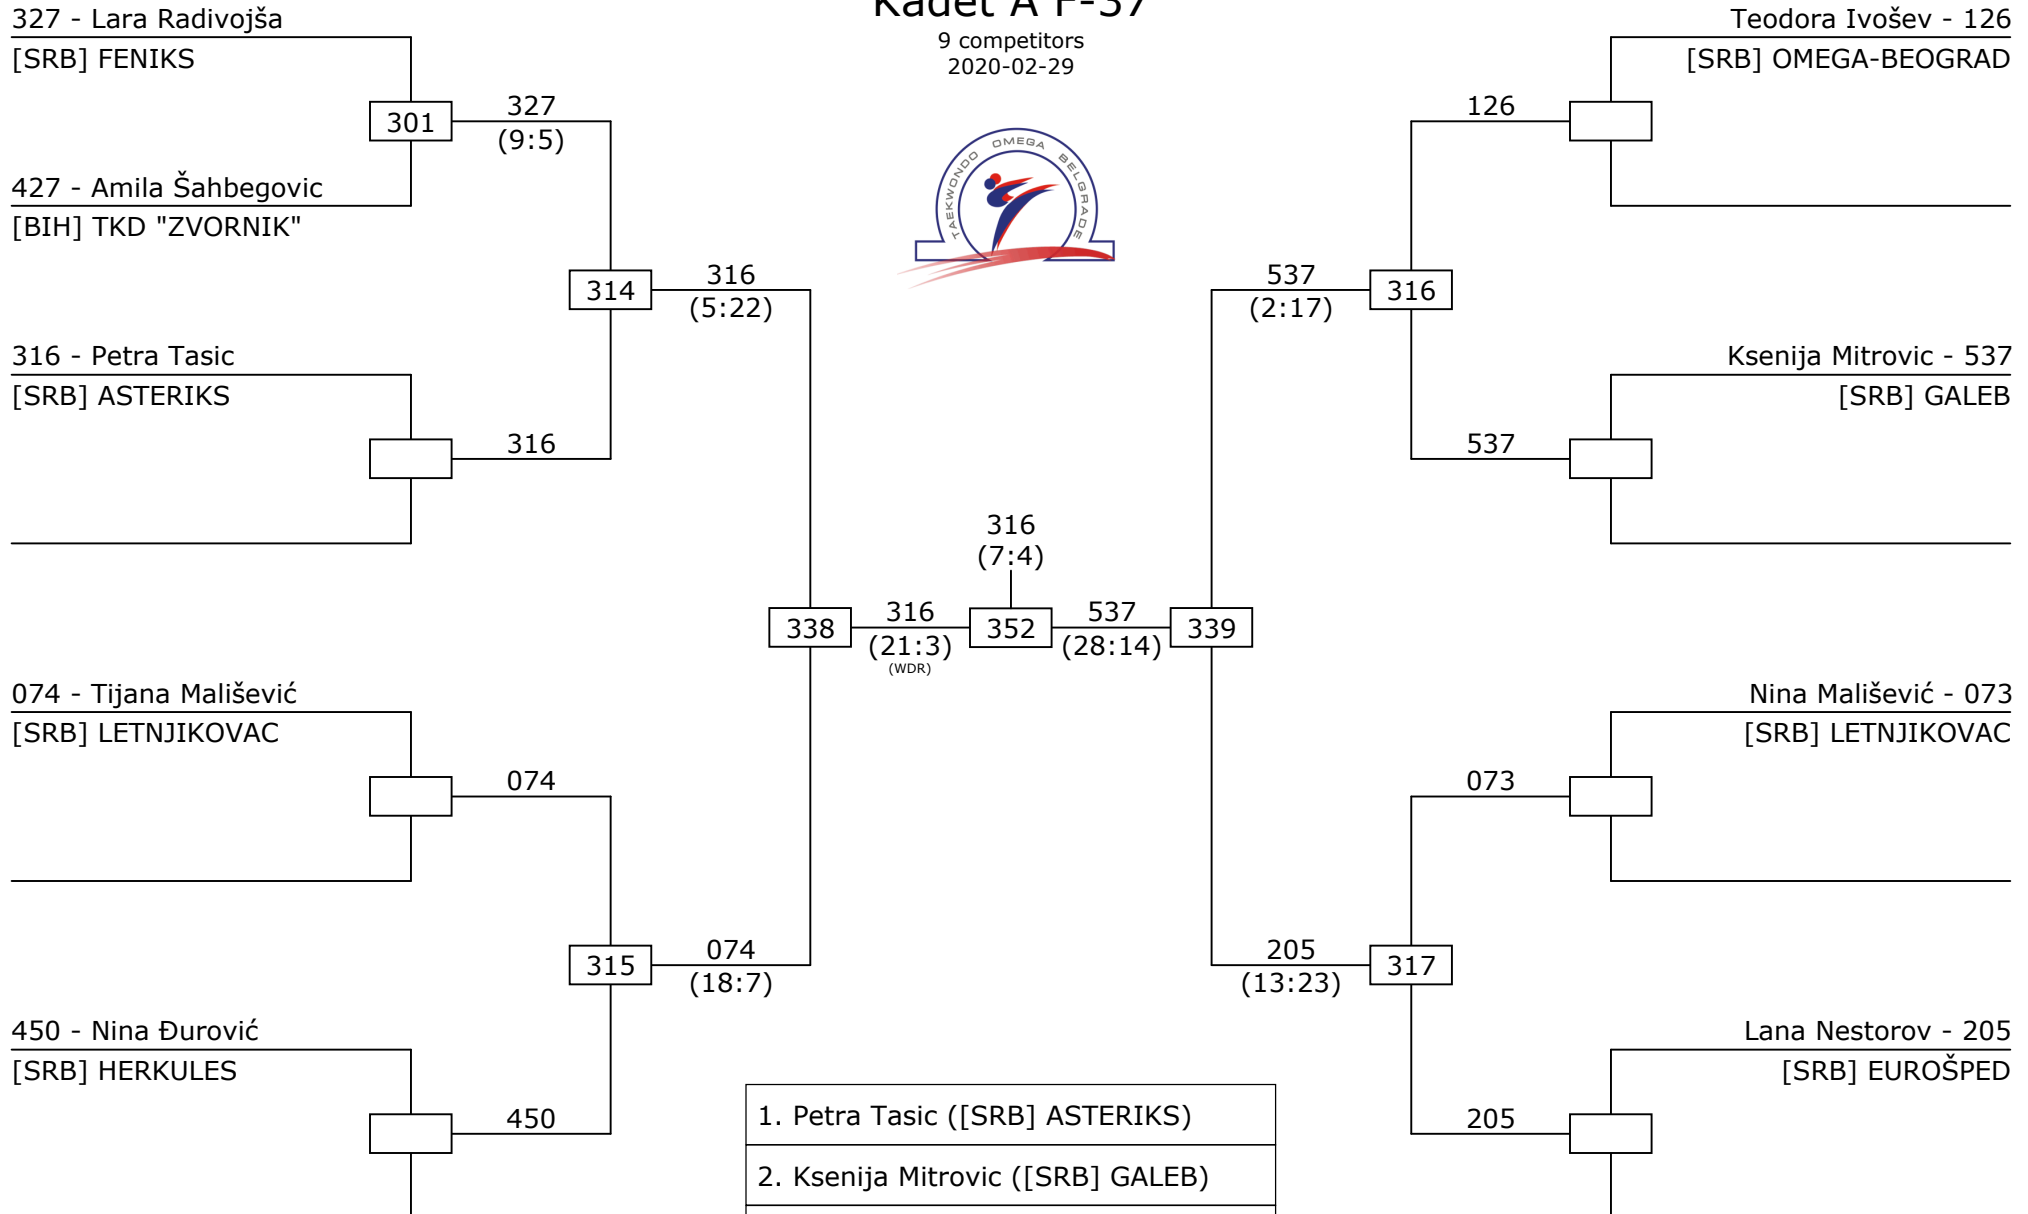 Kadet A F-37
9 competitors
2020-02-29
TAEKWONDO OMEGA BELGRADE
327 - Lara Radivojša
[SRB] FENIKS
301
327
(9:5)
427 - Amila Šahbegovic
[BIH] TKD "ZVORNIK"
314
316
(5:22)
316 - Petra Tasic
[SRB] ASTERIKS
316
074 - Tijana Mališević
[SRB] LETNJIKOVAC
074
315
074
(18:7)
450 - Nina Đurović
[SRB] HERKULES
450
338
316
(21:3)
(WDR)
316
(7:4)
352
537
(28:14)
339
Teodora Ivošev - 126
[SRB] OMEGA-BEOGRAD
126
537
(2:17)
316
Ksenija Mitrovic - 537
[SRB] GALEB
537
Nina Mališević - 073
[SRB] LETNJIKOVAC
073
205
(13:23)
317
Lana Nestorov - 205
[SRB] EUROŠPED
205
1. Petra Tasic ([SRB] ASTERIKS)
2. Ksenija Mitrovic ([SRB] GALEB)